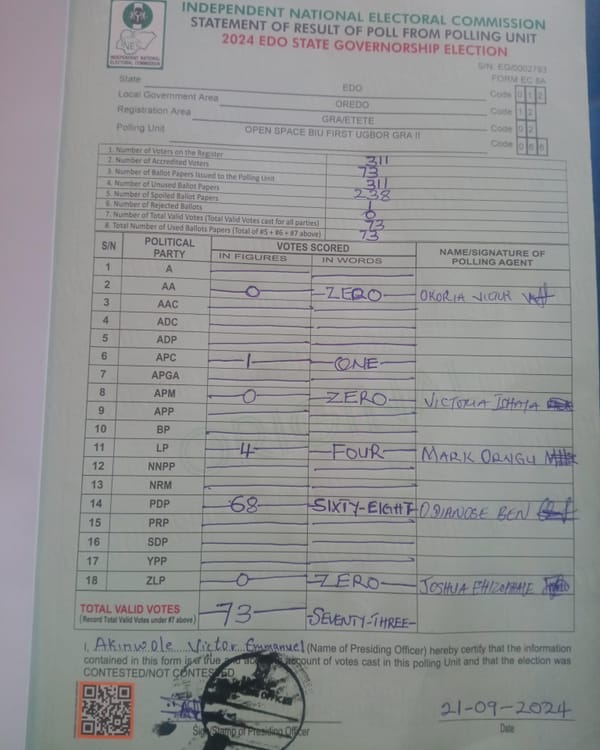 INDEPENDENT NATIONAL ELECTORAL COMMISSION
STATEMENT OF RESULT OF POLL FROM POLLING UNIT
2024 EDO STATE GOVERNORSHIP ELECTION
INEC
INDEPENDENT NATIONAL
ELECTORAL COMMISSION
S/N. EG/0002793
FORM EC 8A
State EDO Code 0 1 2
Local Government Area OREDO Code 1 2
Registration Area GRA/ETETE Code 0 2
Polling Unit OPEN SPACE BIU FIRST UGBOR GRA II Code 0 6 6
1. Number of Voters on the Register 311
2. Number of Accredited Voters 73
3. Number of Ballot Papers Issued to the Polling Unit 311
4. Number of Unused Ballot Papers 238
5. Number of Spoiled Ballot Papers
6. Number of Rejected Ballots 0
7. Number of Total Valid Votes (Total Valid Votes cast for all parties) 73
8. Total Number of Used Ballots Papers (Total of #5 + #6 + #7 above) 73
S/N POLITICAL PARTY VOTES SCORED NAME/SIGNATURE OF POLLING AGENT
IN FIGURES IN WORDS
1 A
2 AA 0 ZERO OKORIA VICTOR
3 AAC
4 ADC
5 ADP
6 APC 1 ONE
7 APGA
8 APM 0 ZERO VICTORIA ISHAYA
9 APP
10 BP
11 LP 4 FOUR MARK
12 NNPP
13 NRM
14 PDP 68 SIXTY-EIGHT BEN
15 PRP
16 SDP
17 YPP
18 ZLP 0 ZERO JOSHUA
TOTAL VALID VOTES 73 SEVENTY-THREE
(Record Total Valid Votes under #7 above)
I, Akinwole Victor Emmanuel (Name of Presiding Officer) hereby certify that the information
contained in this form is a true and account of votes cast in this polling Unit and that the election was
CONTESTED/NOT CONTESTED
21-09-2024
Sign/Stamp of Presiding Officer Date